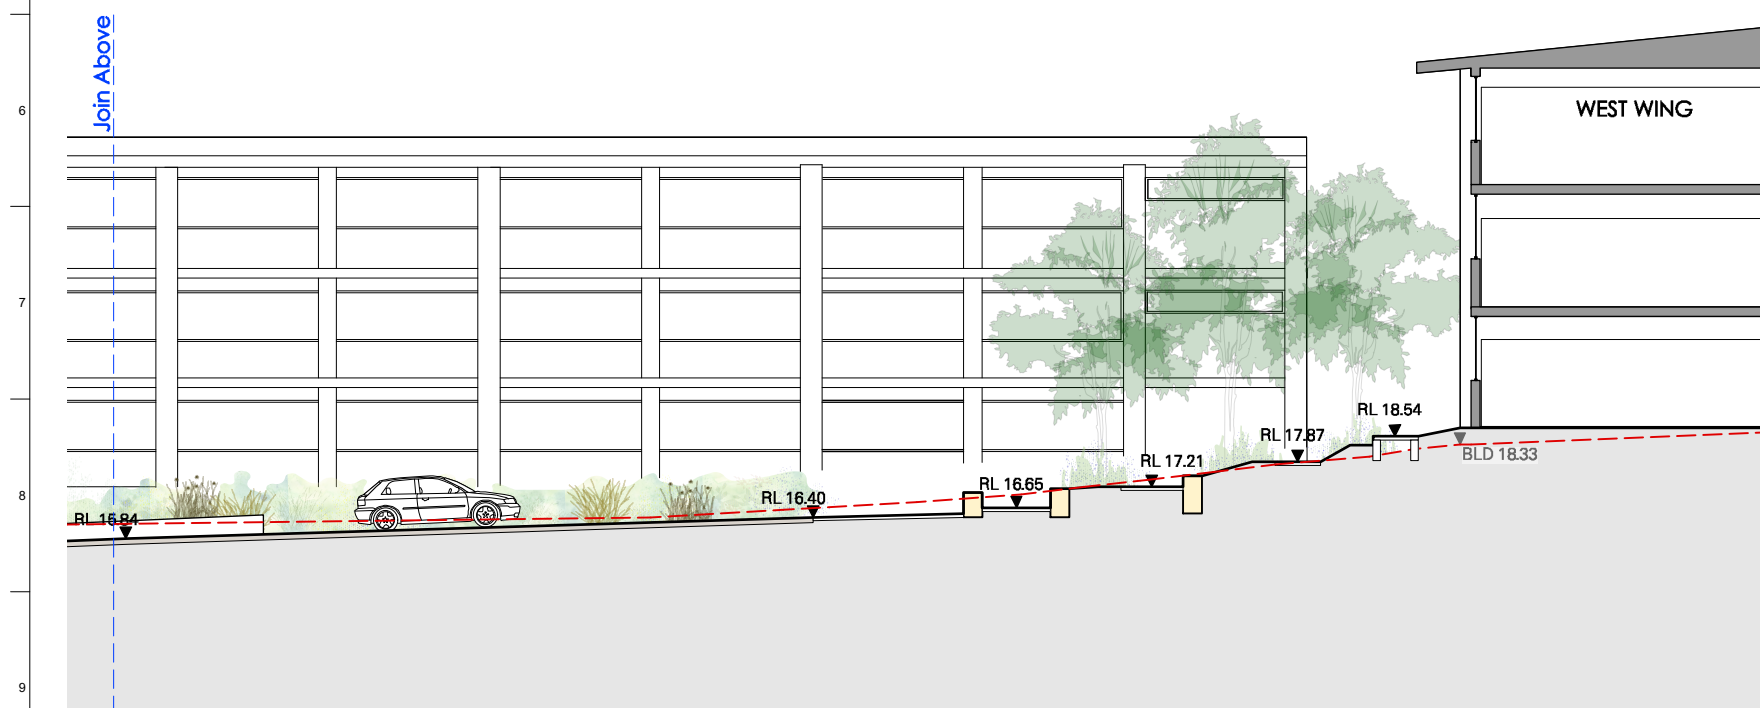 Join Above
6
WEST WING
7
RL 18.54
RL 17.87
BLD 18.33
RL 17.21
RL 16.65
8
RL 16.40
RL 15.84
9